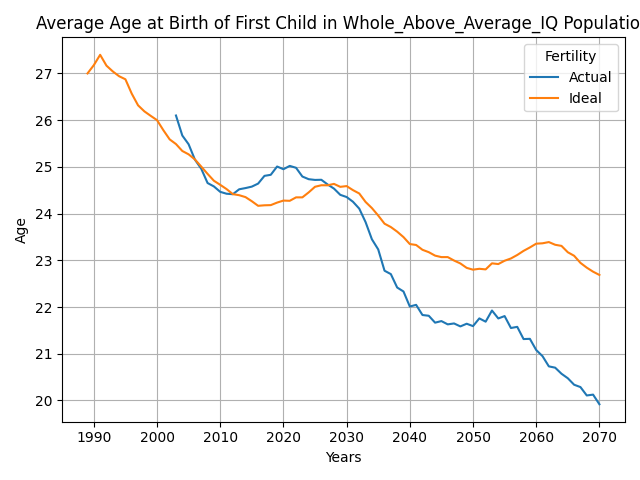 Average Age at Birth of First Child in Whole_Above_Average_IQ Populatio
Fertility
Actual
Ideal
27
26
25
24
23
22
21
20
Age
1990 2000 2010 2020 2030 2040 2050 2060 2070
Years